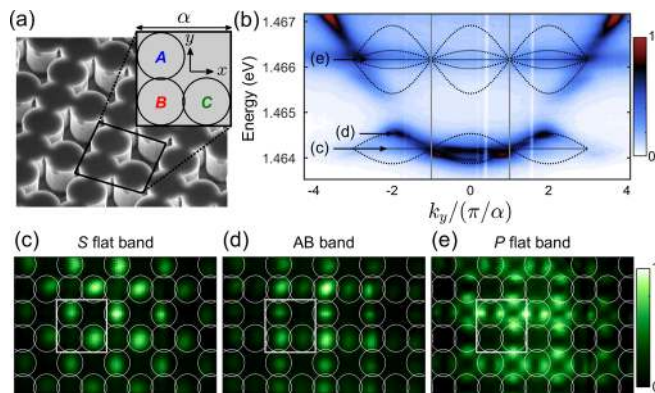 (a)
α
A
y
x
B
C
(b)
Energy (eV)
1.467
1.466
1.465
1.464
(e)
(d)
(c)
-4
-2
0
2
4
k_y/(π/α)
1
0
(c) S flat band
(d) AB band
(e) P flat band
1
0